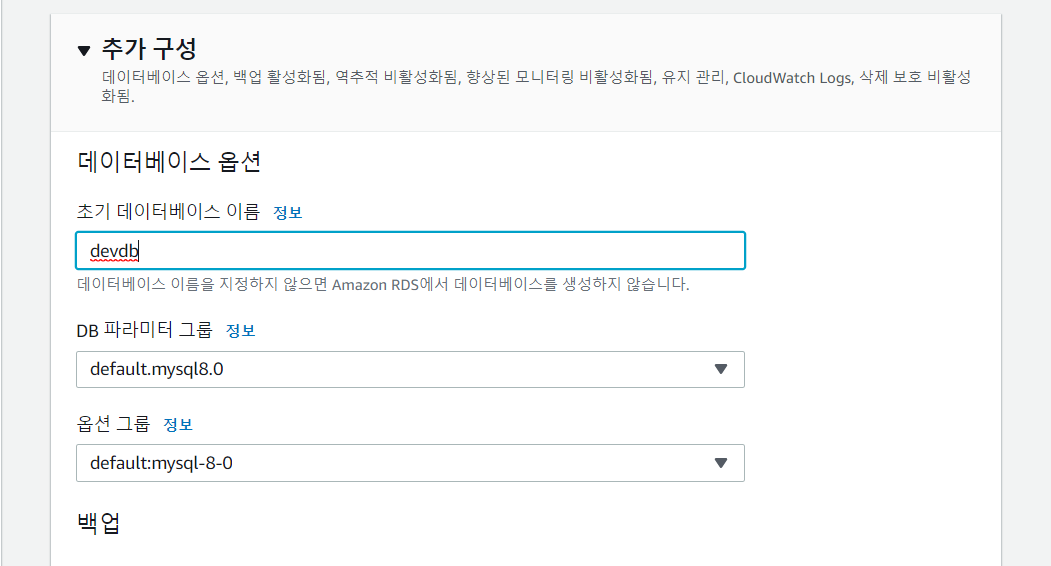 추가 구성
데이터베이스 옵션, 백업 활성화됨, 역추적 비활성화됨, 향상된 모니터링 비활성화됨, 유지 관리, CloudWatch Logs, 삭제 보호 비활성
화됨.
데이터베이스 옵션
초기 데이터베이스 이름 정보
devdb
데이터베이스 이름을 지정하지 않으면 Amazon RDS에서 데이터베이스를 생성하지 않습니다.
DB 파라미터 그룹 정보
default.mysql8.0
옵션 그룹 정보
default:mysql-8-0
백업